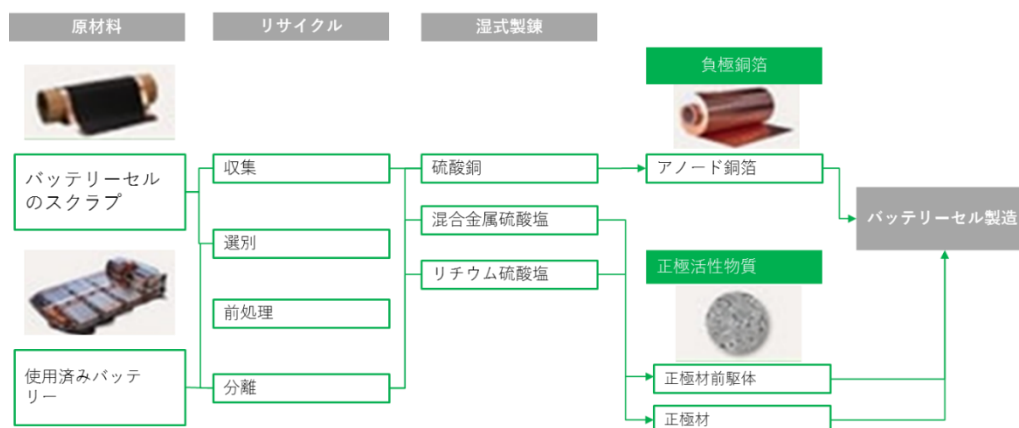 原材料
リサイクル
湿式製錬
負極銅箔
バッテリーセル
のスクラップ
収集
硫酸銅
アノード銅箔
選別
混合金属硫酸塩
バッテリーセル製造
リチウム硫酸塩
正極活性物質
前処理
使用済みバッテ
リー
分離
正極材前駆体
正極材